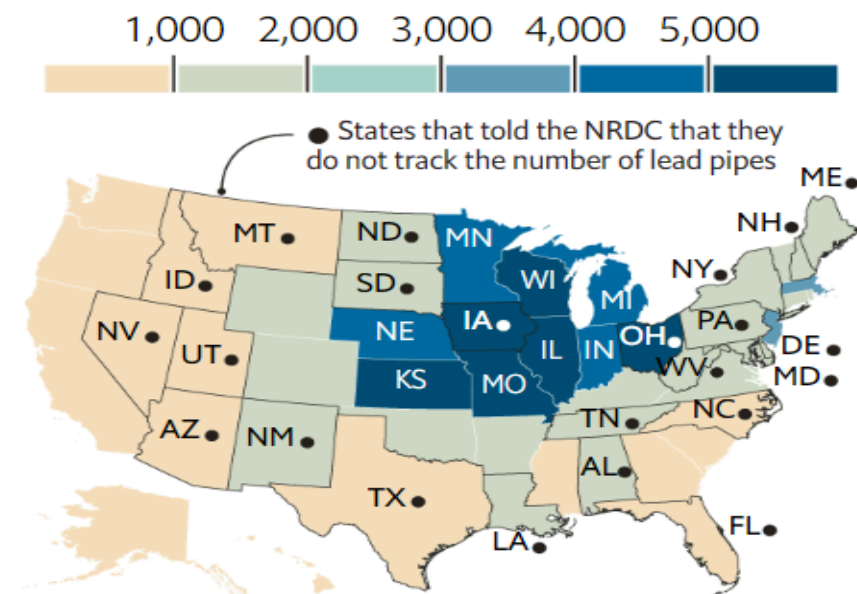 1,000 2,000 3,000 4,000 5,000
● States that told the NRDC that they
do not track the number of lead pipes
ME●
NH●
MT● ND● MN
NY●
ID● SD● WI MI
NV● NE IA● OH● PA●
UT● IL IN DE●
KS MO WV● MD●
AZ● NM● TN● NC●
AL●
TX●
LA● FL●